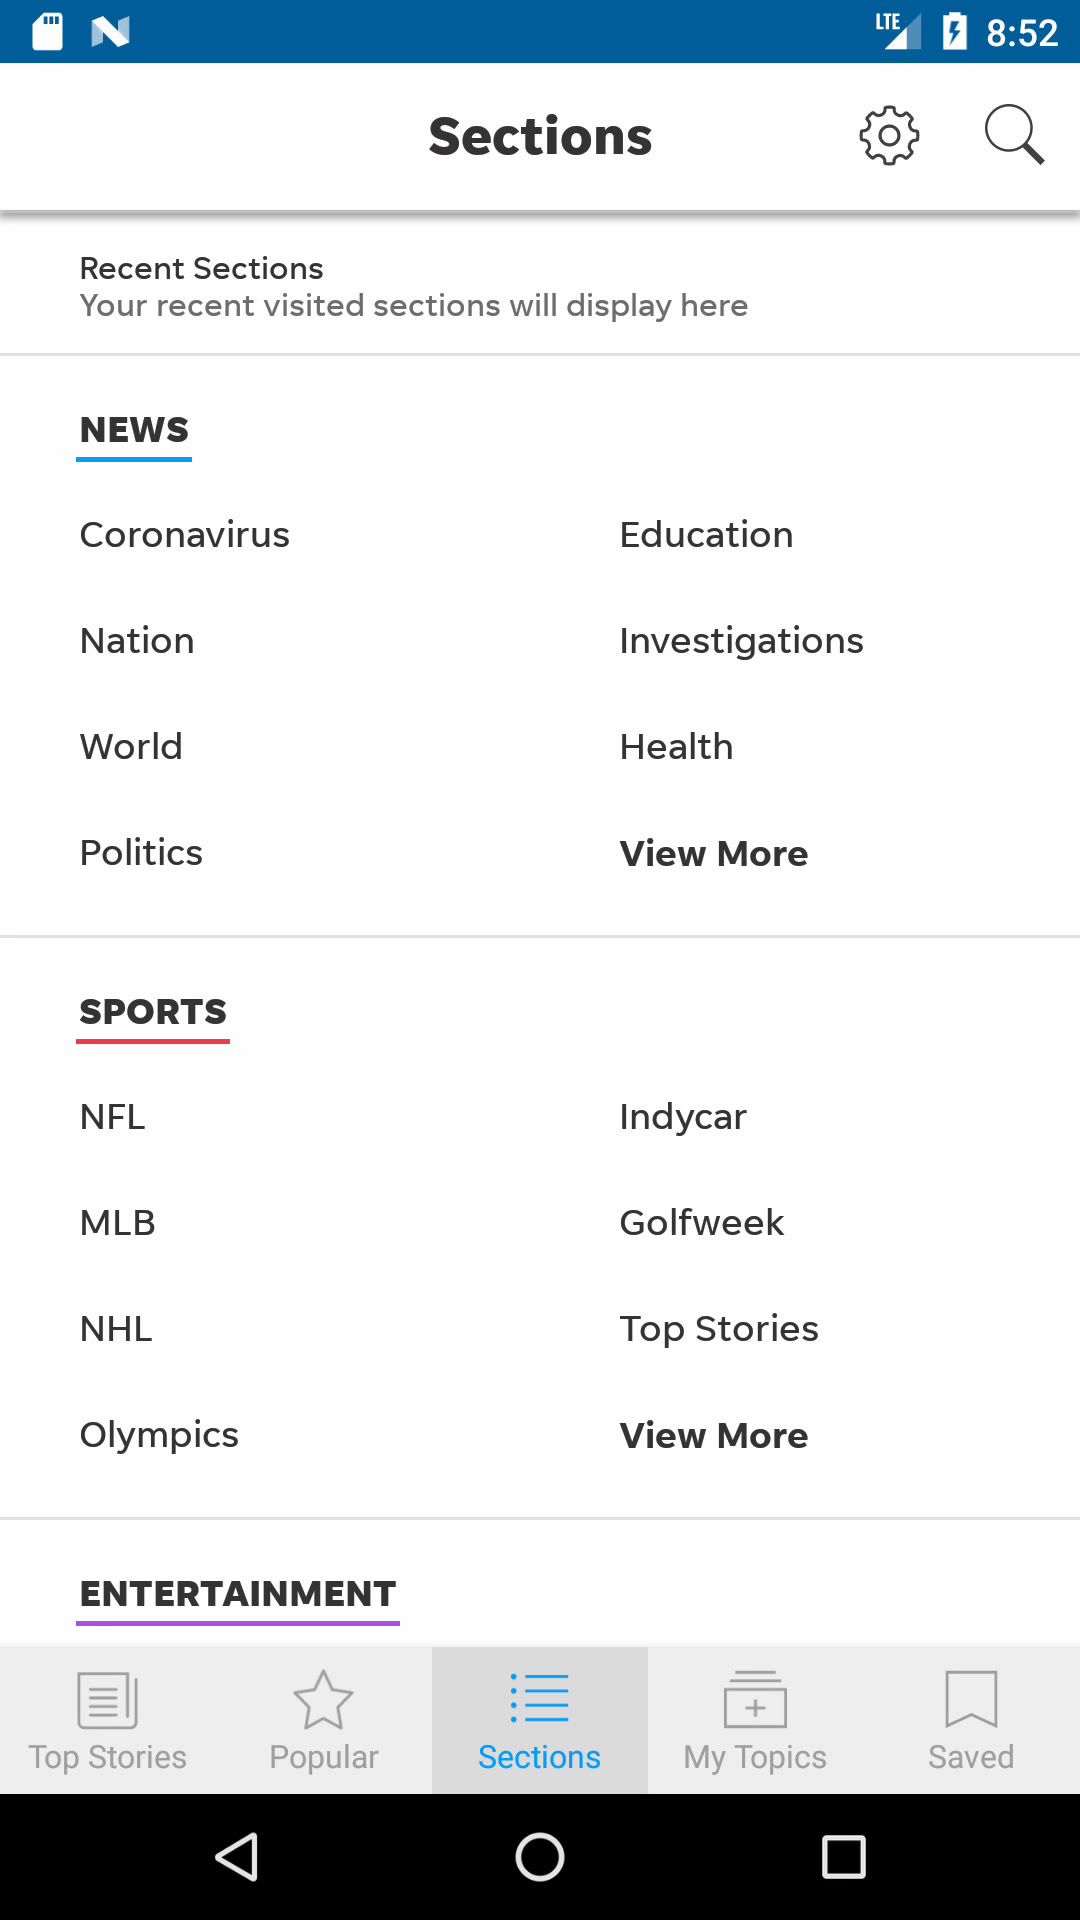 LTE 8:52
Sections
Recent Sections
Your recent visited sections will display here
NEWS
Coronavirus Education
Nation Investigations
World Health
Politics View More
SPORTS
NFL Indycar
MLB Golfweek
NHL Top Stories
Olympics View More
ENTERTAINMENT
Top Stories Popular Sections My Topics Saved